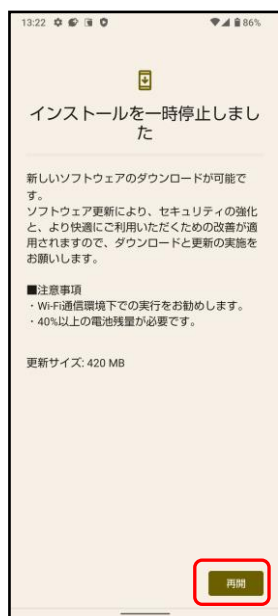 13:22 86%
インストールを一時停止しまし
た
新しいソフトウェアのダウンロードが可能で
す。
ソフトウェア更新により、セキュリティの強化
と、より快適にご利用いただくための改善が適
用されますので、ダウンロードと更新の実施を
お願いします。
■注意事項
・Wi-Fi通信環境下での実行をお勧めします。
・40%以上の電池残量が必要です。
更新サイズ: 420 MB
再開